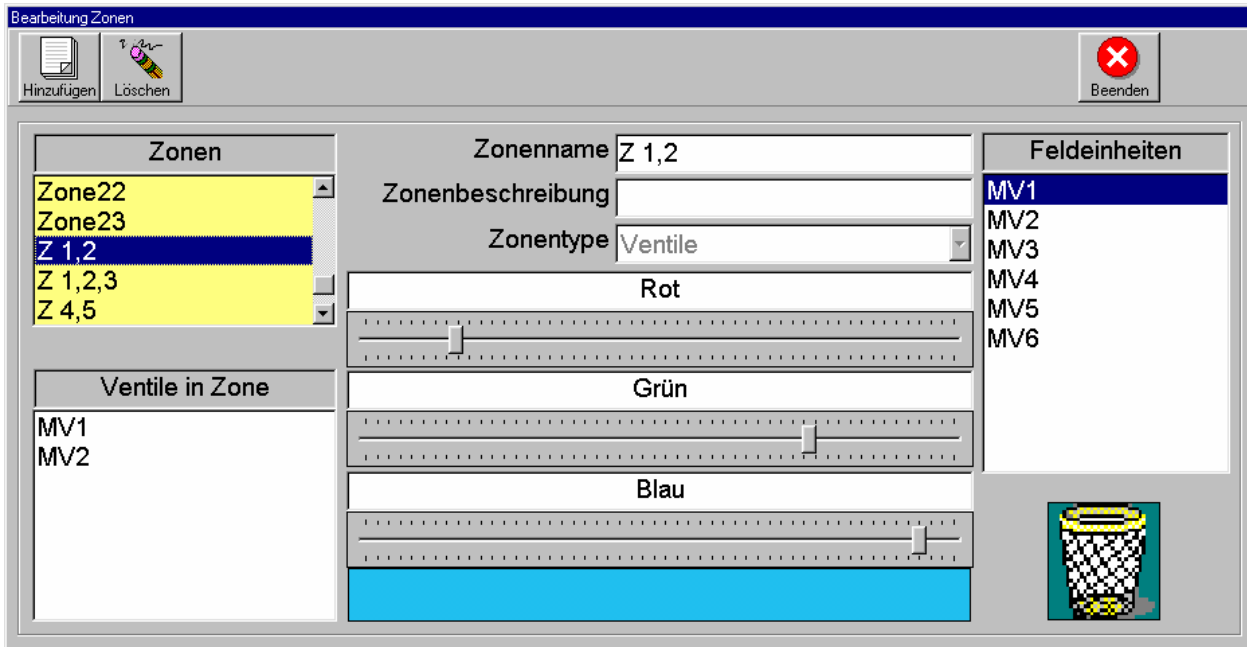 Bearbeitung Zonen
Hinzufügen
Löschen
Beenden
Zonen
Zone22
Zone23
Z 1,2
Z 1,2,3
Z 4,5
Ventile in Zone
MV1
MV2
Zonenname Z 1,2
Zonenbeschreibung
Zonentype Ventile
Rot
Grün
Blau
Feldeinheiten
MV1
MV2
MV3
MV4
MV5
MV6